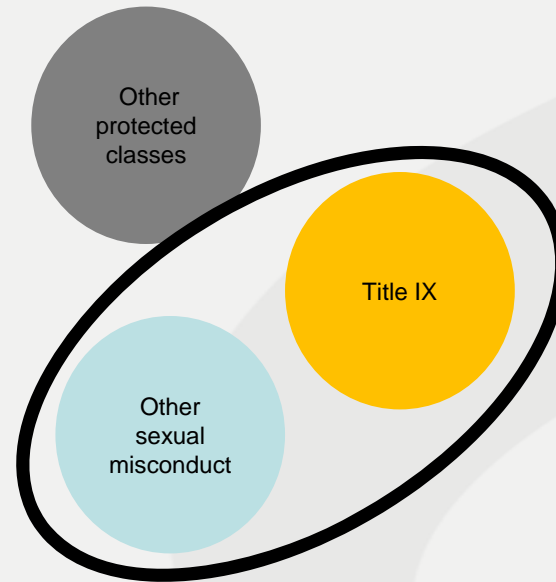 Other
protected
classes
Title IX
Other
sexual
misconduct